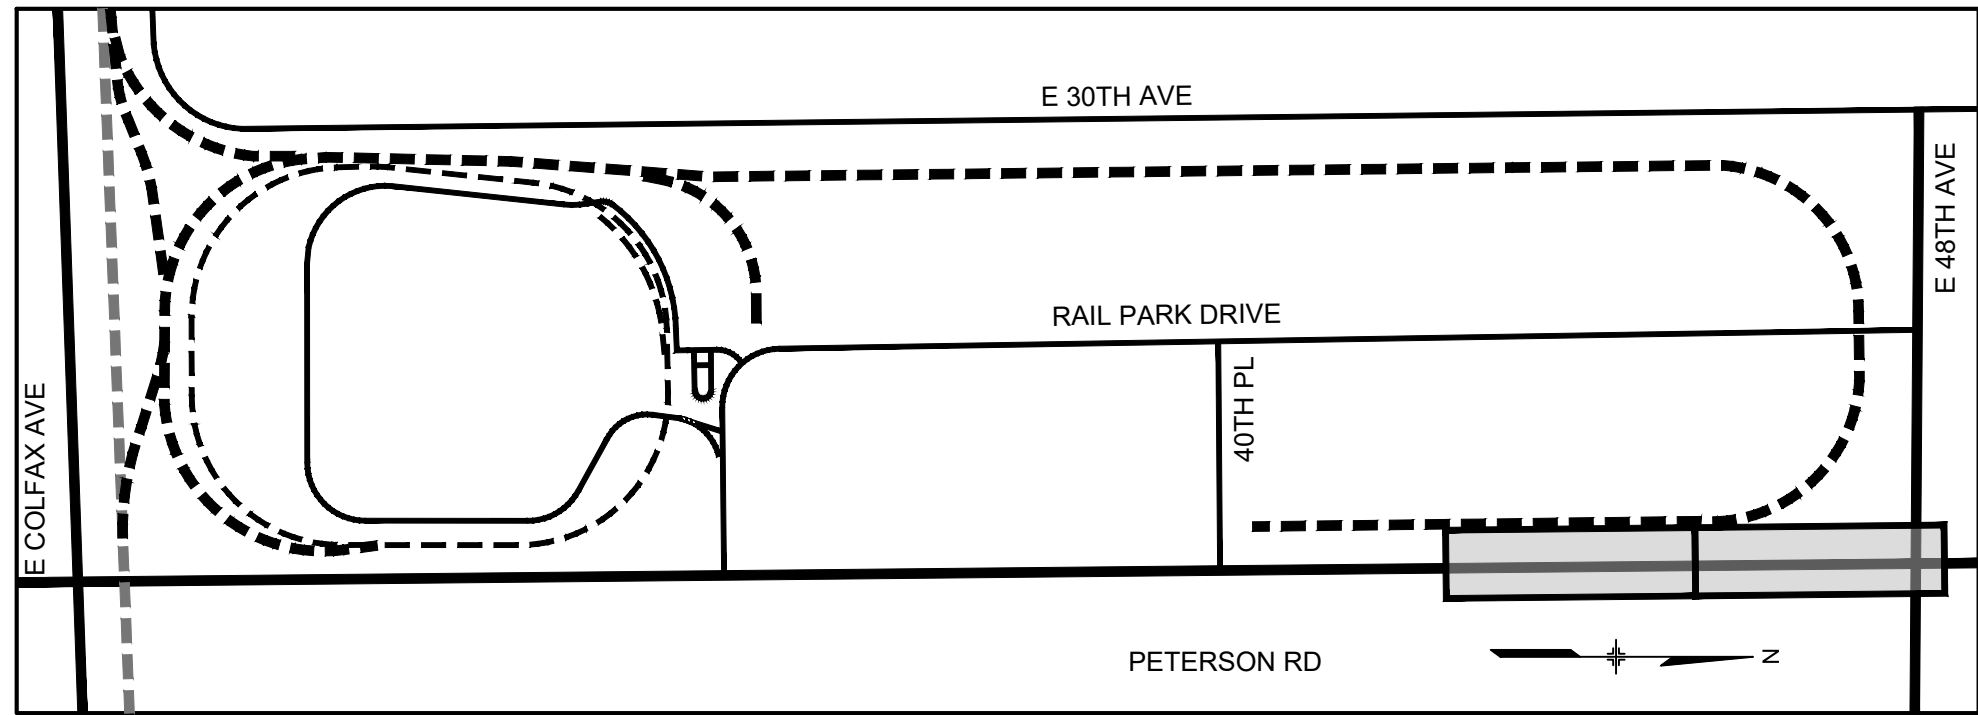 E 30TH AVE
E 48TH AVE
RAIL PARK DRIVE
40TH PL
E COLFAX AVE
PETERSON RD
N